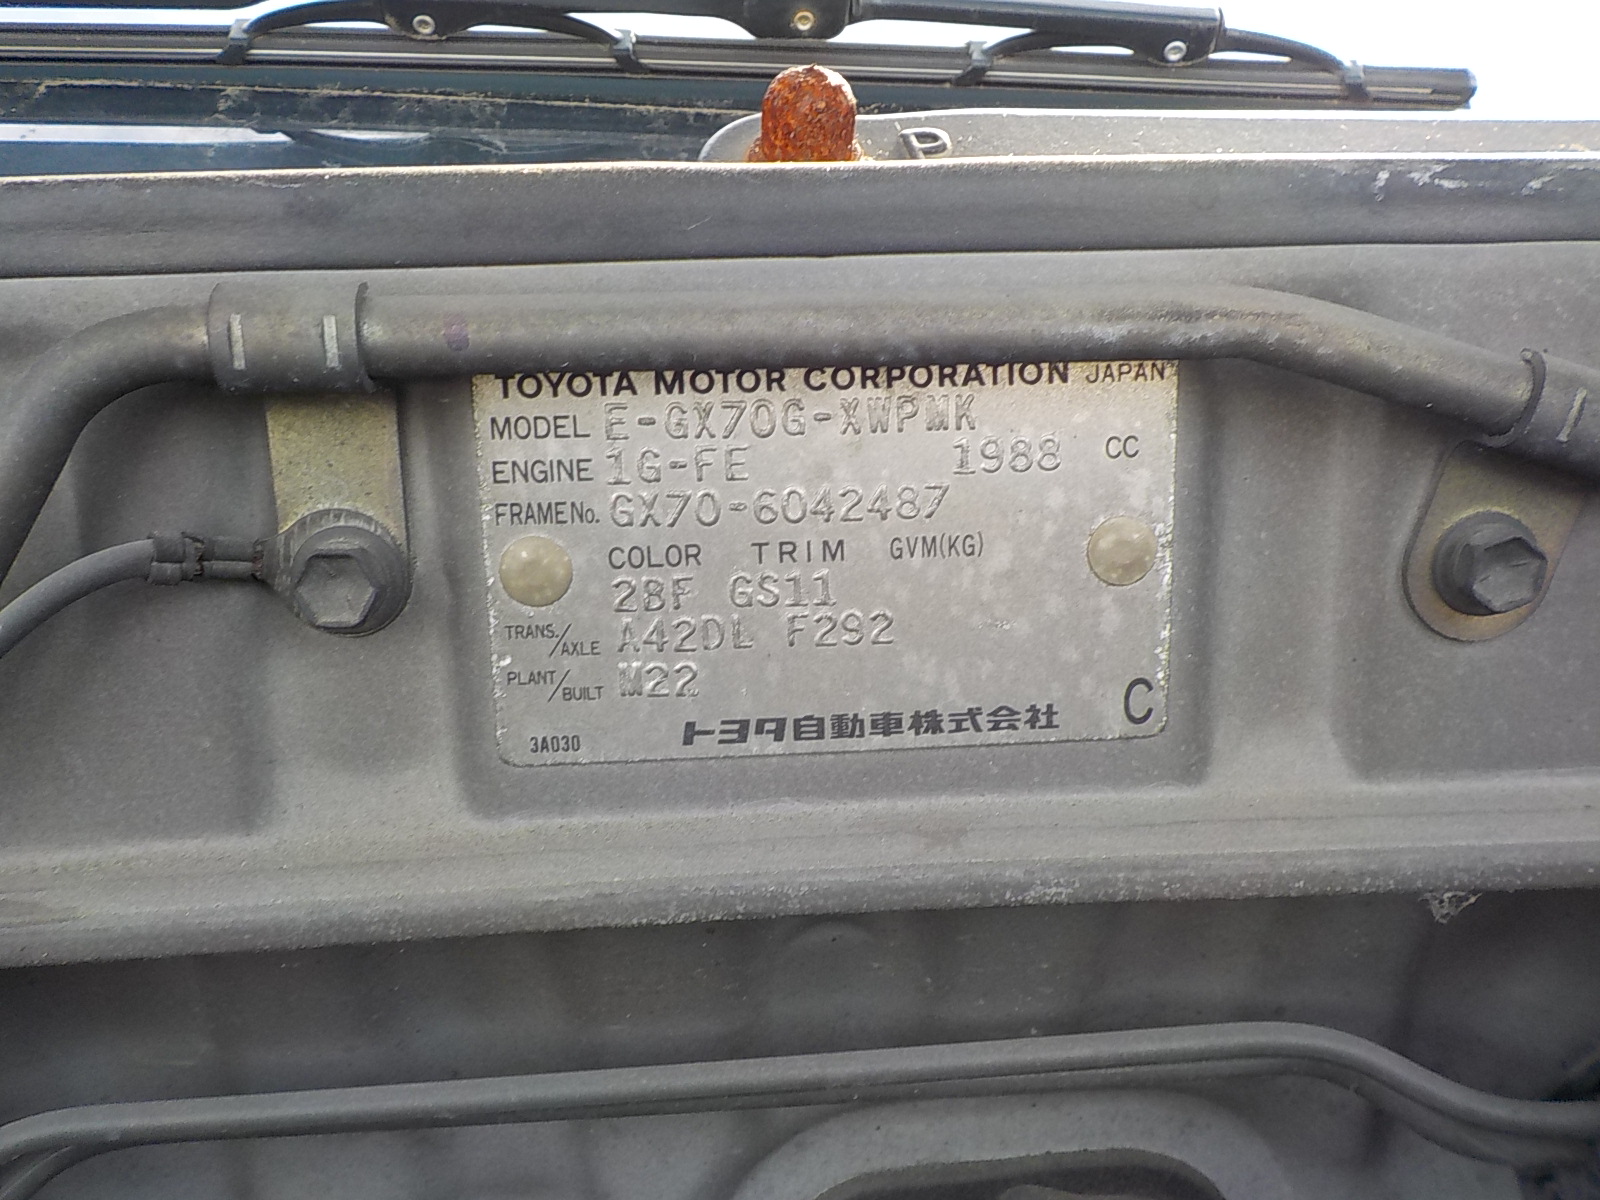 P
TOYOTA MOTOR CORPORATION JAPAN
MODEL E-GX70G-XWPMK
ENGINE 1G-FE 1988 CC
FRAME No. GX70-6042487
COLOR TRIM GVM(KG)
2BF GS11
TRANS./AXLE A42DL F292
PLANT/BUILT M22
3A030 トヨタ自動車株式会社 C